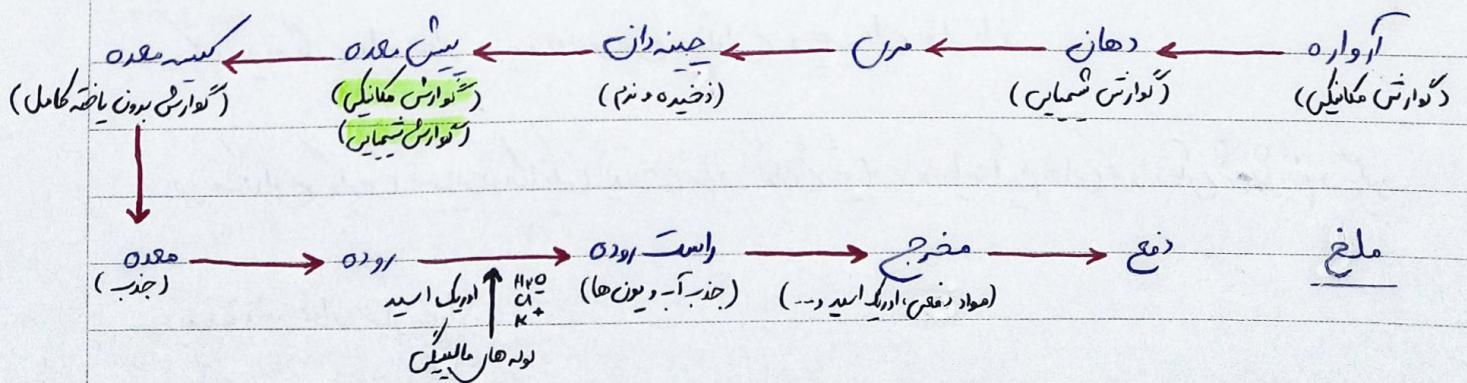 آرواره ← دهان ← مری ← چینه دان ← پیش معده ← کیسه معده
(گوارش مکانیکی) (گوارش شیمیایی) (ذخیره و نرم) (گوارش مکانیکی) (گوارش برون یاخته کامل)
(گوارش شیمیایی)
ملخ
معده → روده → راست روده → مخرج → دفع
(جذب) (جذب آب و یون ها) (مواد دفعی، اوریک اسید و...)
اوریک اسید
H₂O
Cl
K⁺
لوله های مالپیگی